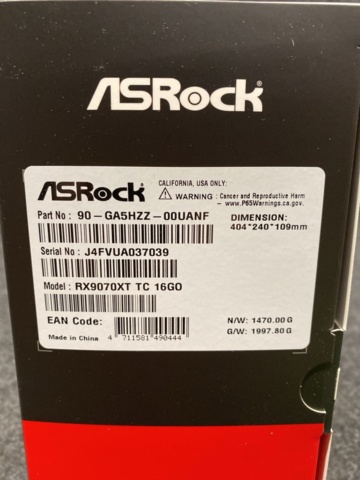 ASRock
ASRock
CALIFORNIA, USA ONLY:
WARNING : Cancer and Reproductive Harm
- www.P65Warnings.ca.gov.
Part No : 90-GA5HZZ-00UANF
DIMENSION:
404*240*109mm
Serial No : J4FVUA037039
Model : RX9070XT TC 16GO
EAN Code:
Made in China
4 711581 490444
N/W: 1470.00G
G/W: 1997.80G